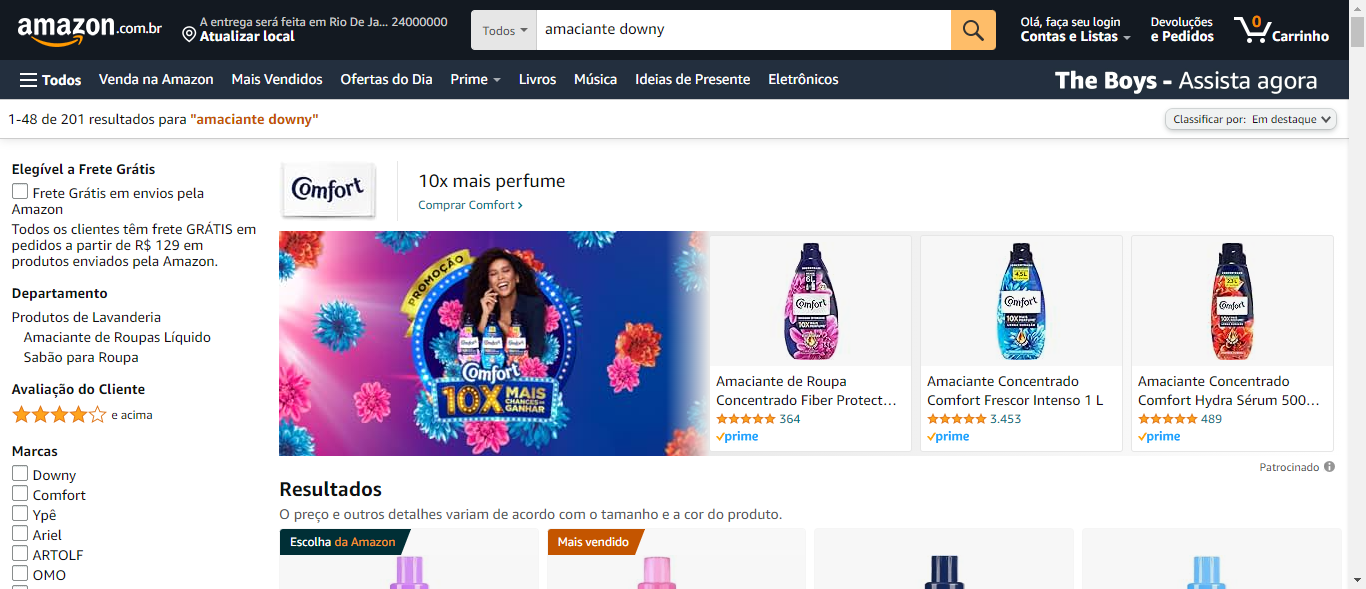 amazon.com.br
A entrega será feita em Rio De Ja... 24000000
Atualizar local
Todos
amaciante downy
Olá, faça seu login
Contas e Listas
Devoluções
e Pedidos
0
Carrinho
Todos
Venda na Amazon
Mais Vendidos
Ofertas do Dia
Prime
Livros
Música
Ideias de Presente
Eletrônicos
The Boys - Assista agora
1-48 de 201 resultados para "amaciante downy"
Classificar por: Em destaque
Elegível a Frete Grátis
Frete Grátis em envios pela
Amazon
Todos os clientes têm frete GRÁTIS em
pedidos a partir de R$ 129 em
produtos enviados pela Amazon.
Departamento
Produtos de Lavanderia
Amaciante de Roupas Líquido
Sabão para Roupa
Avaliação do Cliente
e acima
Marcas
Downy
Comfort
Ypê
Ariel
ARTOLF
OMO
Comfort
10x mais perfume
Comprar Comfort
PROMOÇÃO
Comfort
10X MAIS
CHANCES DE
GANHAR
Comfort
Amaciante de Roupa
Concentrado Fiber Protect...
364
prime
Comfort
Amaciante Concentrado
Comfort Frescor Intenso 1 L
3.453
prime
Comfort
Amaciante Concentrado
Comfort Hydra Sérum 500...
489
prime
Patrocinado
Resultados
O preço e outros detalhes variam de acordo com o tamanho e a cor do produto.
Escolha da Amazon
Mais vendido